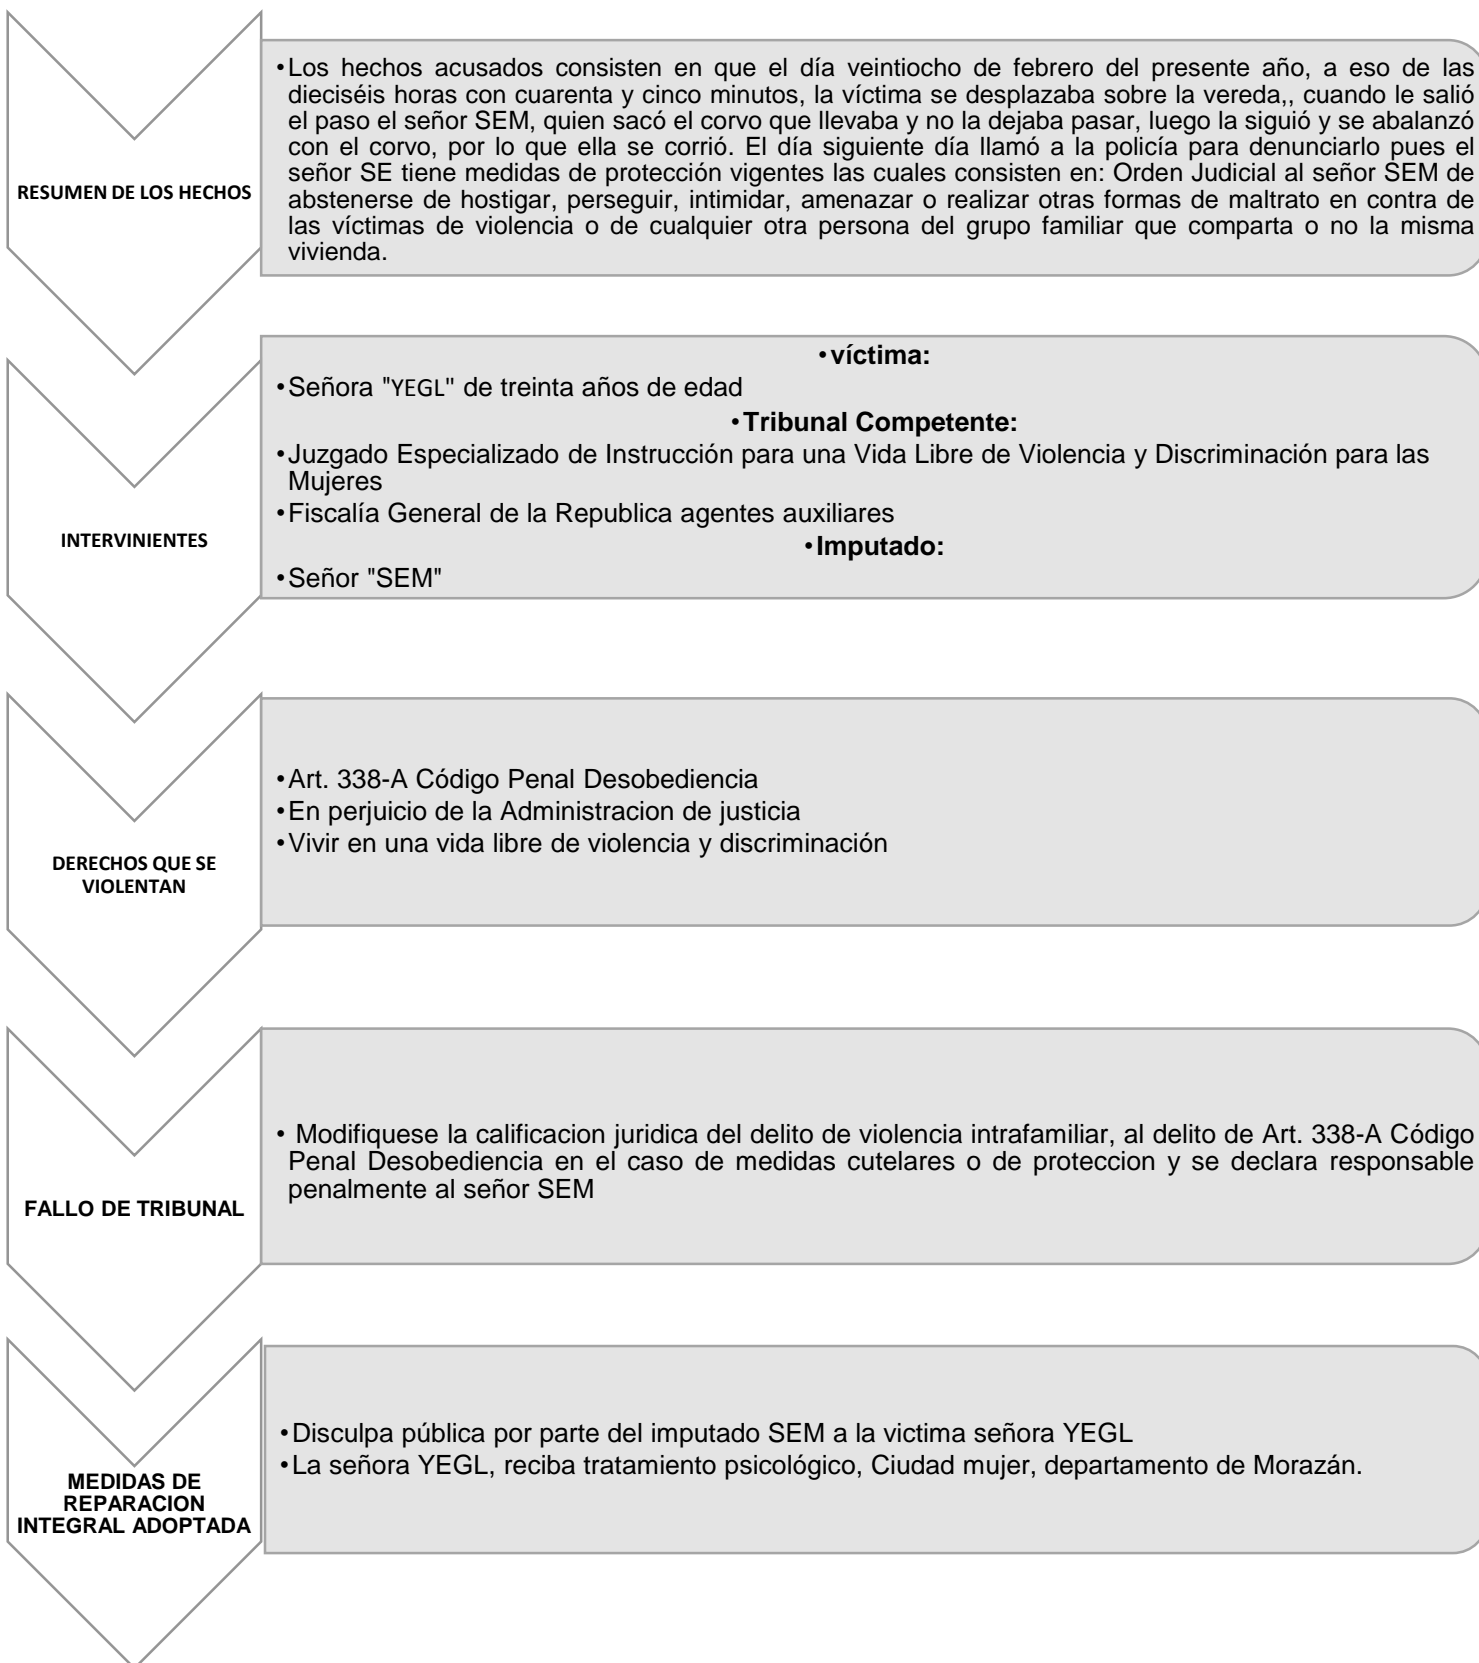 RESUMEN DE LOS HECHOS
•Los hechos acusados consisten en que el día veintiocho de febrero del presente año, a eso de las
dieciséis horas con cuarenta y cinco minutos, la víctima se desplazaba sobre la vereda,, cuando le salió
el paso el señor SEM, quien sacó el corvo que llevaba y no la dejaba pasar, luego la siguió y se abalanzó
con el corvo, por lo que ella se corrió. El día siguiente día llamó a la policía para denunciarlo pues el
señor SE tiene medidas de protección vigentes las cuales consisten en: Orden Judicial al señor SEM de
abstenerse de hostigar, perseguir, intimidar, amenazar o realizar otras formas de maltrato en contra de
las víctimas de violencia o de cualquier otra persona del grupo familiar que comparta o no la misma
vivienda.
INTERVINIENTES
•víctima:
•Señora "YEGL" de treinta años de edad
•Tribunal Competente:
•Juzgado Especializado de Instrucción para una Vida Libre de Violencia y Discriminación para las
Mujeres
•Fiscalía General de la Republica agentes auxiliares
•Imputado:
•Señor "SEM"
DERECHOS QUE SE
VIOLENTAN
•Art. 338-A Código Penal Desobediencia
•En perjuicio de la Administracion de justicia
•Vivir en una vida libre de violencia y discriminación
FALLO DE TRIBUNAL
• Modifiquese la calificacion juridica del delito de violencia intrafamiliar, al delito de Art. 338-A Código
Penal Desobediencia en el caso de medidas cutelares o de proteccion y se declara responsable
penalmente al señor SEM
MEDIDAS DE
REPARACION
INTEGRAL ADOPTADA
•Disculpa pública por parte del imputado SEM a la victima señora YEGL
•La señora YEGL, reciba tratamiento psicológico, Ciudad mujer, departamento de Morazán.